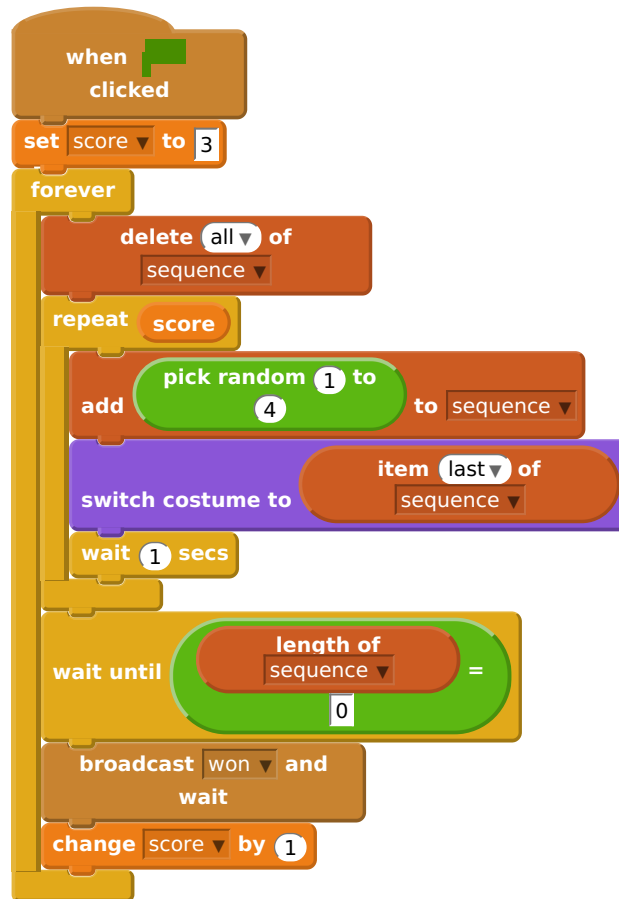 when
clicked
set score ▼ to 3
forever
delete all ▼ of
sequence ▼
repeat score
pick random 1 to
4
add to sequence ▼
item last ▼ of
sequence ▼
switch costume to
wait 1 secs
length of
sequence ▼
wait until =
0
broadcast won ▼ and
wait
change score ▼ by 1